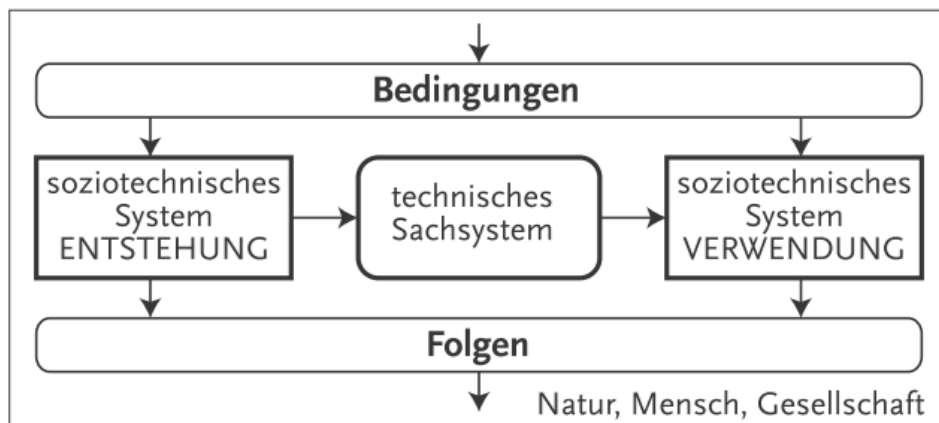 Bedingungen
soziotechnisches
System
ENTSTEHUNG
technisches
Sachsystem
soziotechnisches
System
VERWENDUNG
Folgen
Natur, Mensch, Gesellschaft